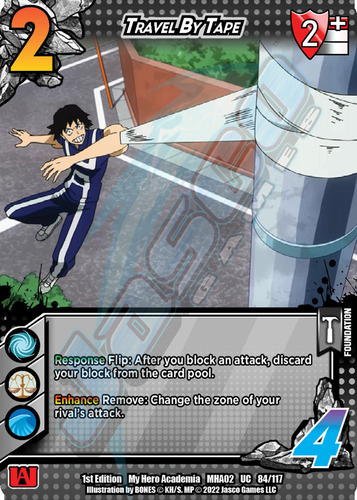 2
TRAVEL BY TAPE
2
+
JASCO
GAMES
FOUNDATION
Response Flip: After you block an attack, discard
your block from the card pool.
Enhance Remove: Change the zone of your
rival's attack.
4
A
1st Edition My Hero Academia MHA02 UC 84/117
Illustration by BONES © KH/S. MP © 2022 Jasco Games LLC